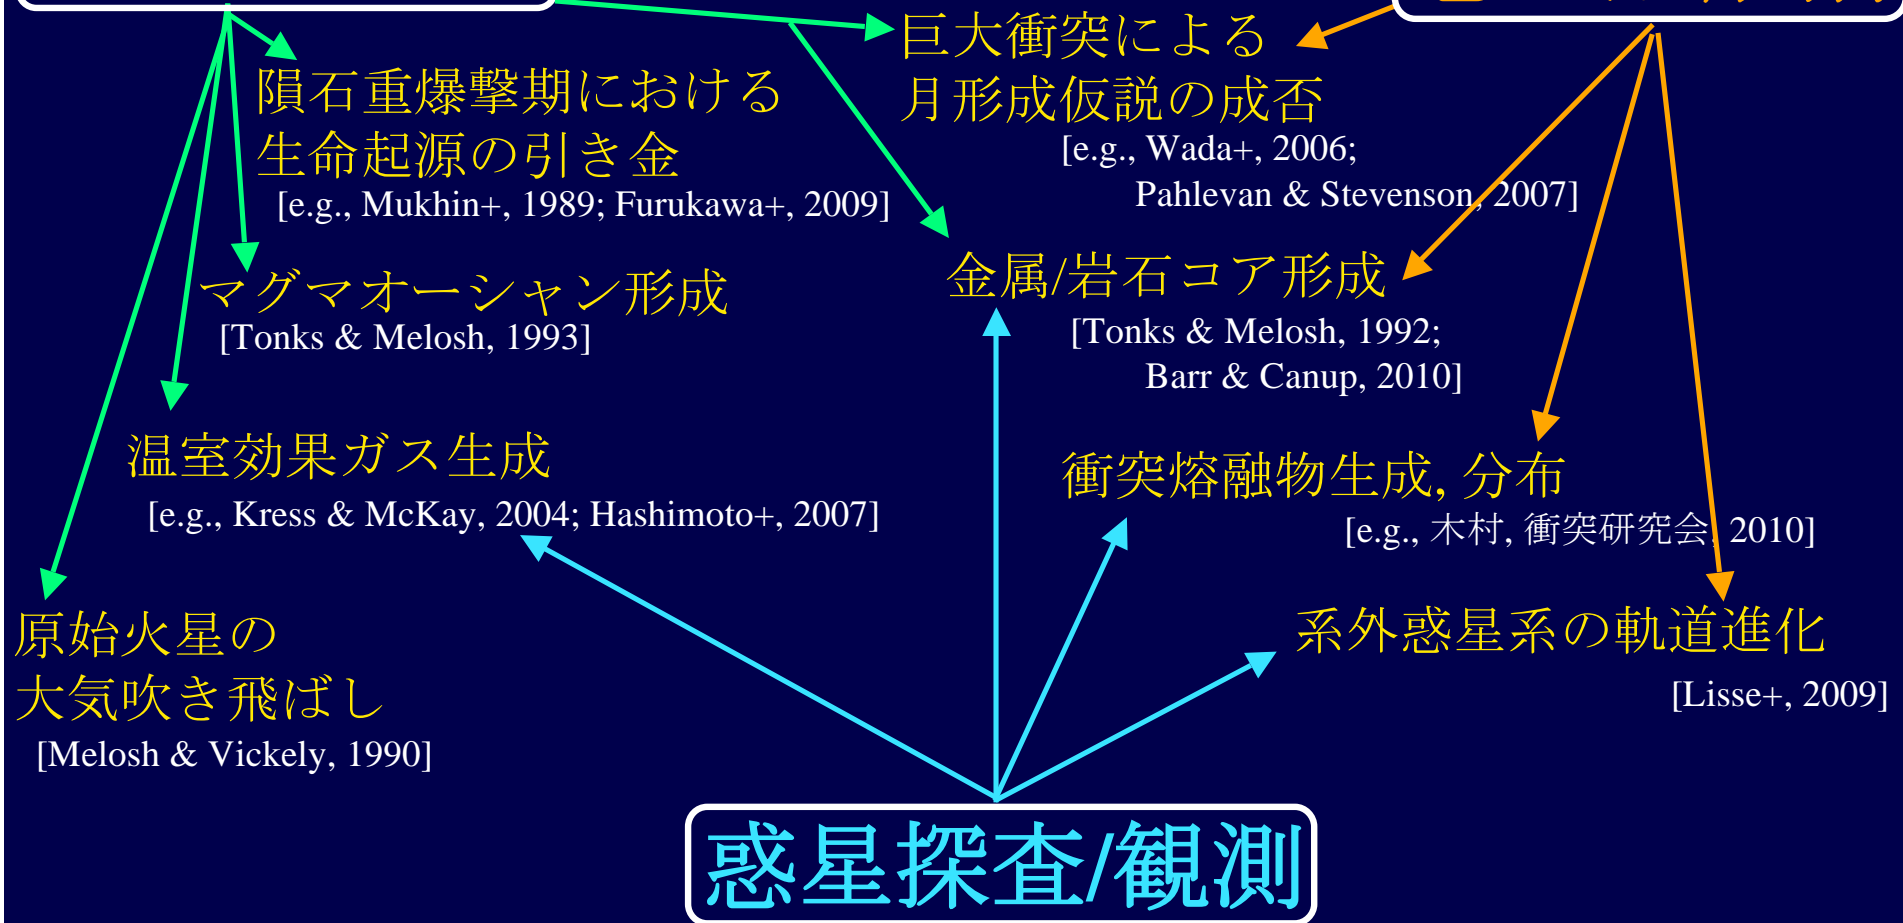 巨大衝突による
月形成仮説の成否
[e.g., Wada+, 2006;
Pahlevan & Stevenson, 2007]
隕石重爆撃期における
生命起源の引き金
[e.g., Mukhin+, 1989; Furukawa+, 2009]
マグマオーシャン形成
[Tonks & Melosh, 1993]
金属/岩石コア形成
[Tonks & Melosh, 1992;
Barr & Canup, 2010]
温室効果ガス生成
[e.g., Kress & McKay, 2004; Hashimoto+, 2007]
衝突熔融物生成, 分布
[e.g., 木村, 衝突研究会, 2010]
原始火星の
大気吹き飛ばし
[Melosh & Vickely, 1990]
系外惑星系の軌道進化
[Lisse+, 2009]
惑星探査/観測